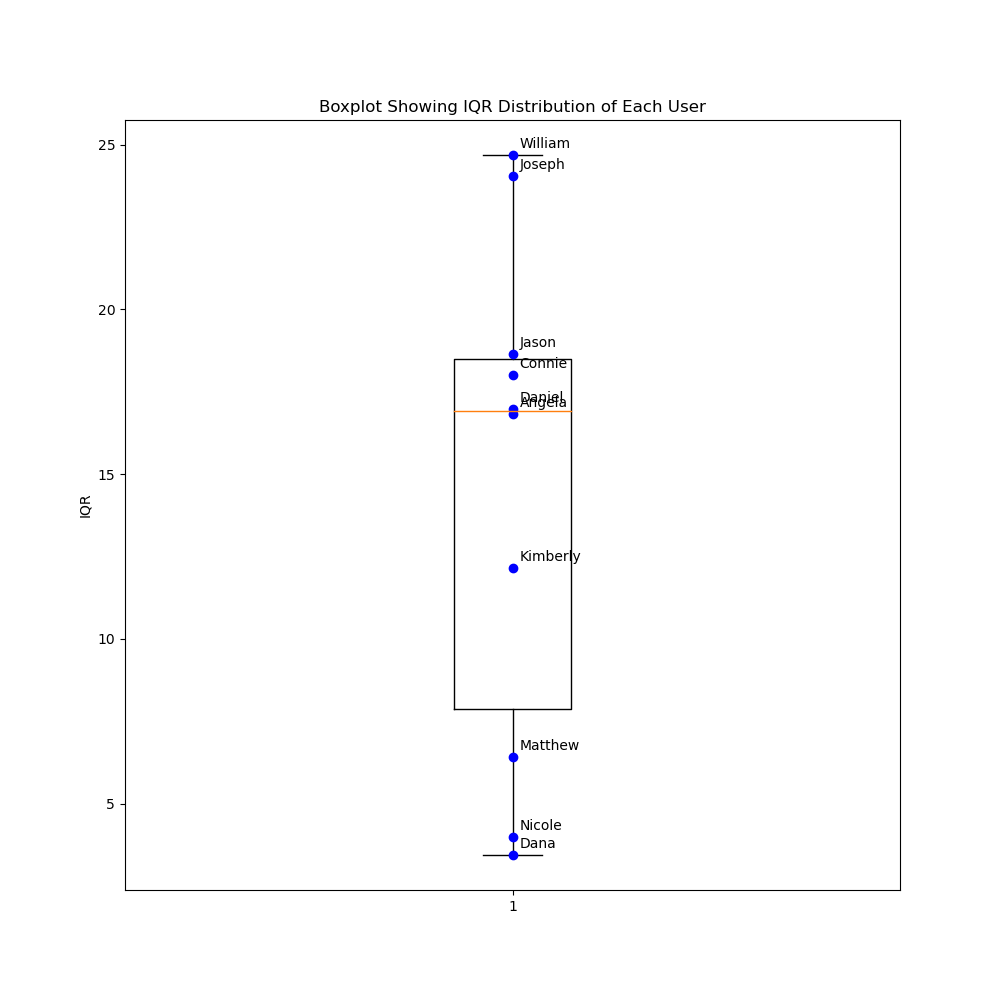 Boxplot Showing IQR Distribution of Each User
25
William
Joseph
20
Jason
Connie
Daniel
Angela
15
IQR
Kimberly
10
Matthew
5
Nicole
Dana
1